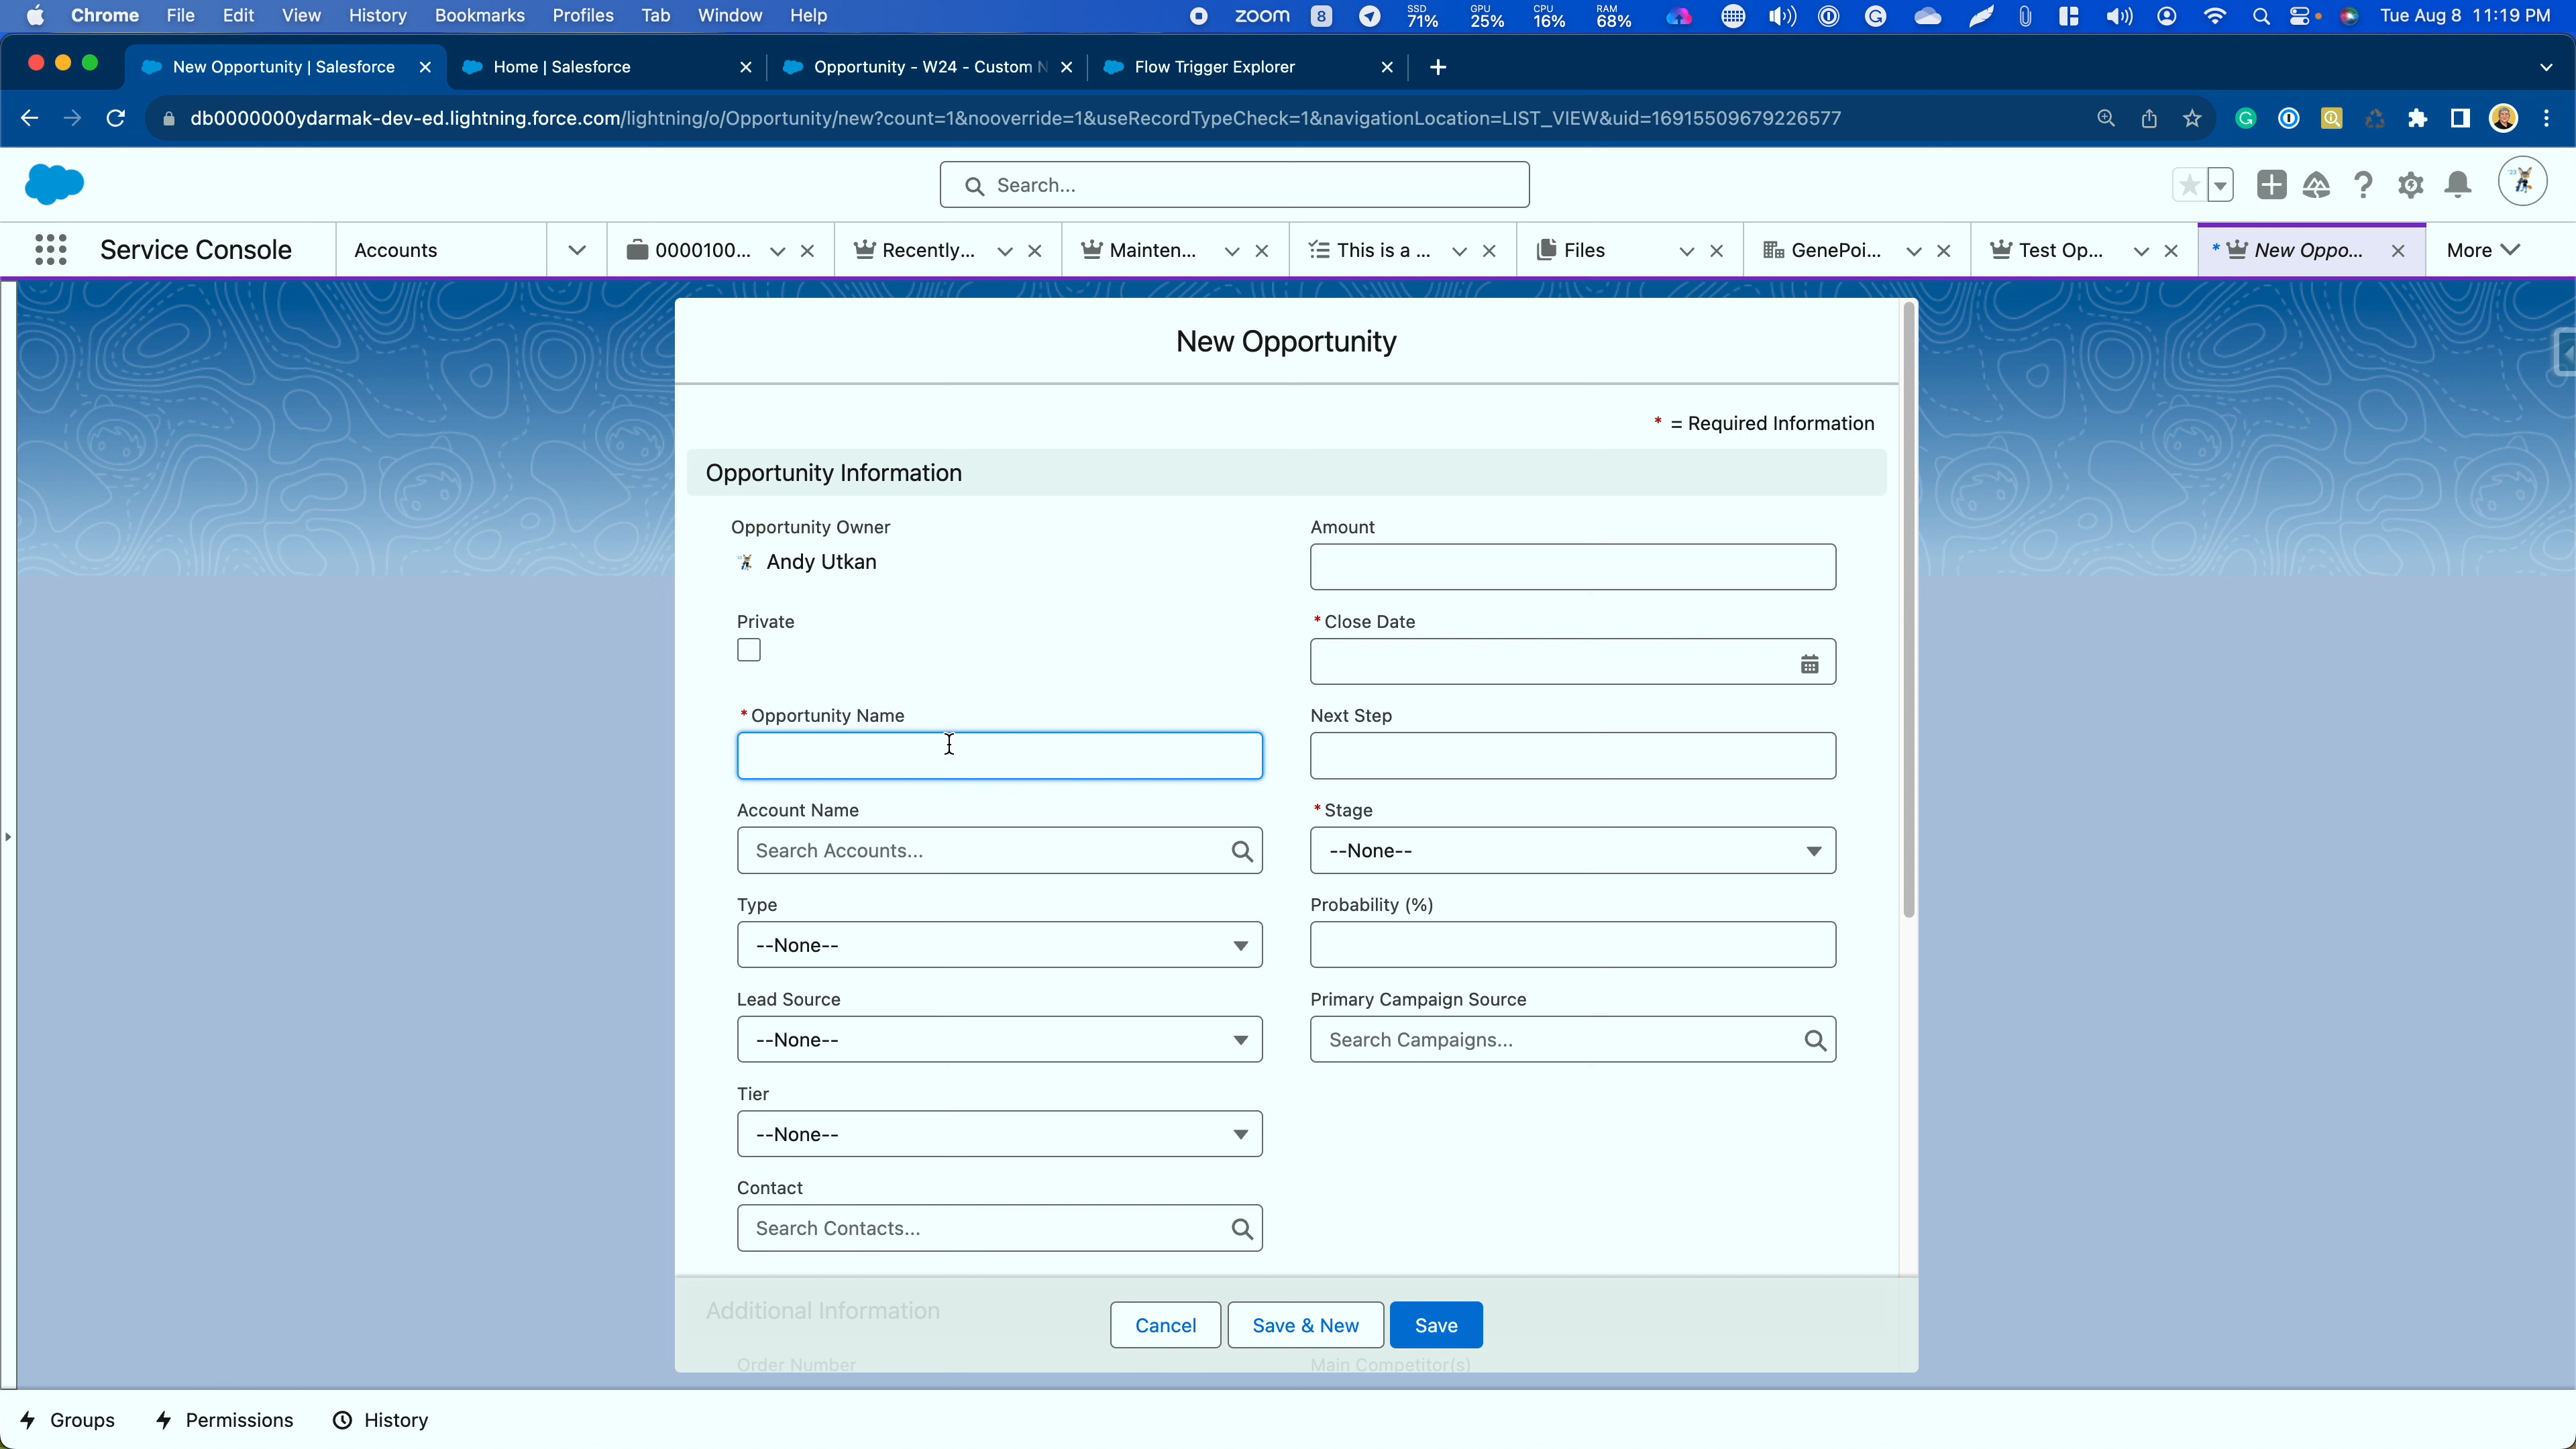 Chrome File Edit View History Bookmarks Profiles Tab Window Help zoom 8 SSD 71% GPU 25% CPU 16% RAM 68% Tue Aug 8 11:19 PM
New Opportunity | Salesforce Home | Salesforce Opportunity - W24 - Custom Flow Trigger Explorer
db0000000ydarmak-dev-ed.lightning.force.com/lightning/o/Opportunity/new?count=1&nooverride=1&useRecordTypeCheck=1&navigationLocation=LIST_VIEW&uid=16915509679226577
Search...
Service Console Accounts 0000100... Recently... Mainten... This is a ... Files GenePoi... Test Op... * New Oppo... More
New Opportunity
* = Required Information
Opportunity Information
Opportunity Owner Amount
Andy Utkan
Private *Close Date
*Opportunity Name Next Step
Account Name *Stage
Search Accounts... --None--
Type Probability (%)
--None--
Lead Source Primary Campaign Source
--None-- Search Campaigns...
Tier
--None--
Contact
Search Contacts...
Additional Information
Cancel Save & New Save
Order Number Main Competitor(s)
Groups Permissions History